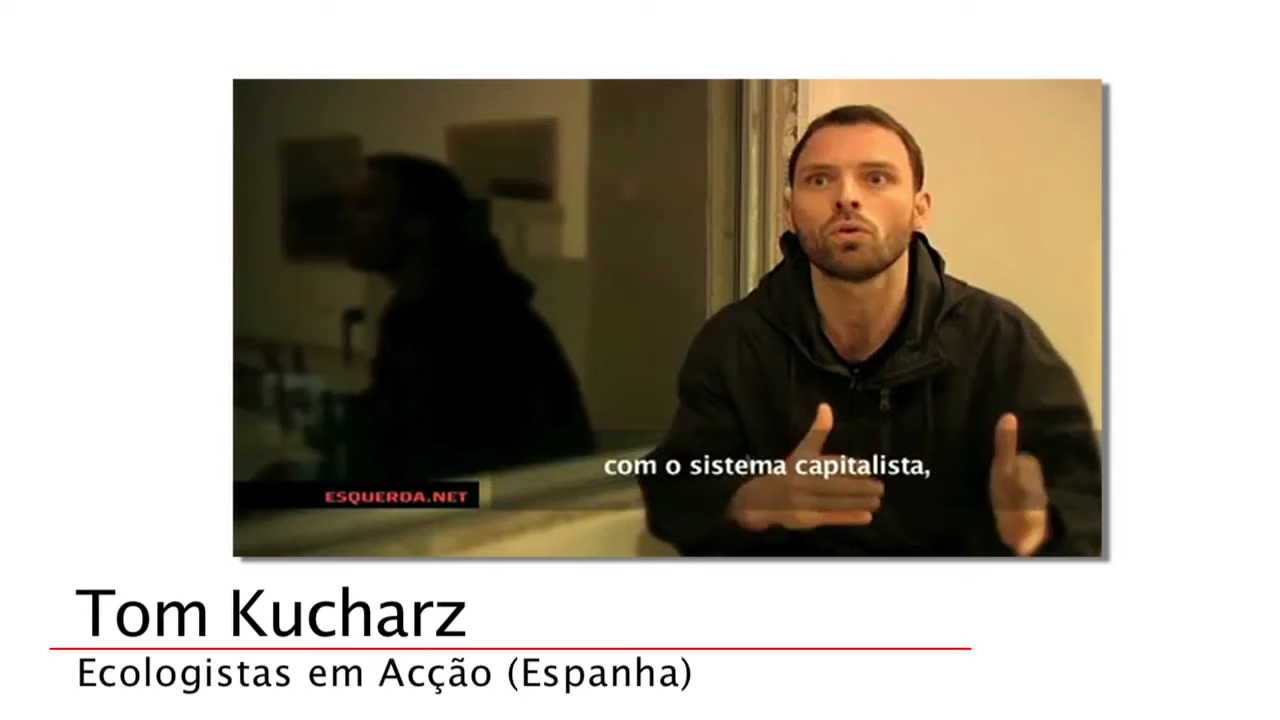 com o sistema capitalista,
ESQUERDA.NET
Tom Kucharz
Ecologistas em Acção (Espanha)